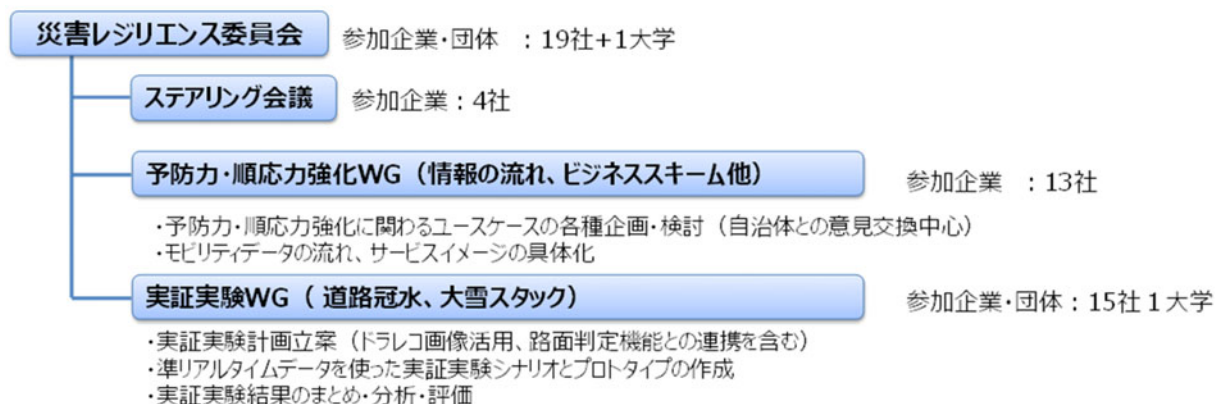 災害レジリエンス委員会 参加企業・団体 ：19社+1大学
ステアリング会議 参加企業：4社
予防力・順応力強化WG（情報の流れ、ビジネススキーム他） 参加企業 ：13社
・予防力・順応力強化に関わるユースケースの各種企画・検討（自治体との意見交換中心）
・モビリティデータの流れ、サービスイメージの具体化
実証実験WG（ 道路冠水、大雪スタック） 参加企業・団体：15社１大学
・実証実験計画立案（ドラレコ画像活用、路面判定機能との連携を含む）
・準リアルタイムデータを使った実証実験シナリオとプロトタイプの作成
・実証実験結果のまとめ・分析・評価